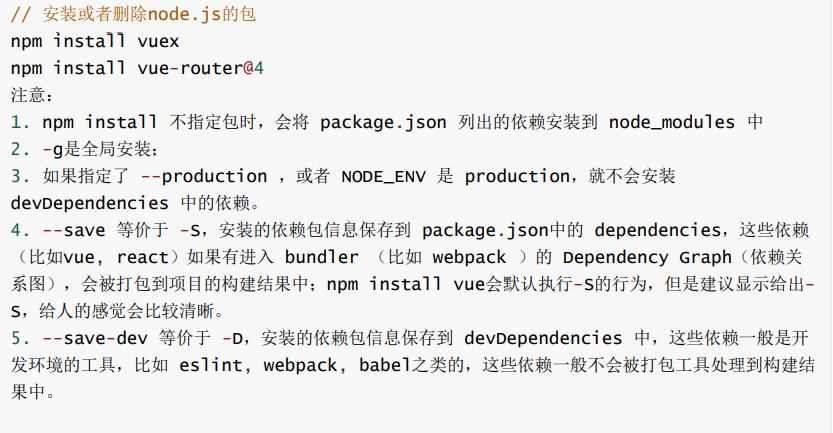 // 安装或者删除node.js的包
npm install vuex
npm install vue-router@4
注意：
1. npm install 不指定包时，会将 package.json 列出的依赖安装到 node_modules 中
2. -g是全局安装；
3. 如果指定了 --production ，或者 NODE_ENV 是 production，就不会安装
devDependencies 中的依赖。
4. --save 等价于 -S，安装的依赖包信息保存到 package.json中的 dependencies，这些依赖
（比如vue, react）如果有进入 bundler （比如 webpack ）的 Dependency Graph（依赖关
系图），会被打包到项目的构建结果中；npm install vue会默认执行-S的行为，但是建议显示给出-
S，给人的感觉会比较清晰。
5. --save-dev 等价于 -D，安装的依赖包信息保存到 devDependencies 中，这些依赖一般是开
发环境的工具，比如 eslint, webpack, babel之类的，这些依赖一般不会被打包工具处理到构建结
果中。